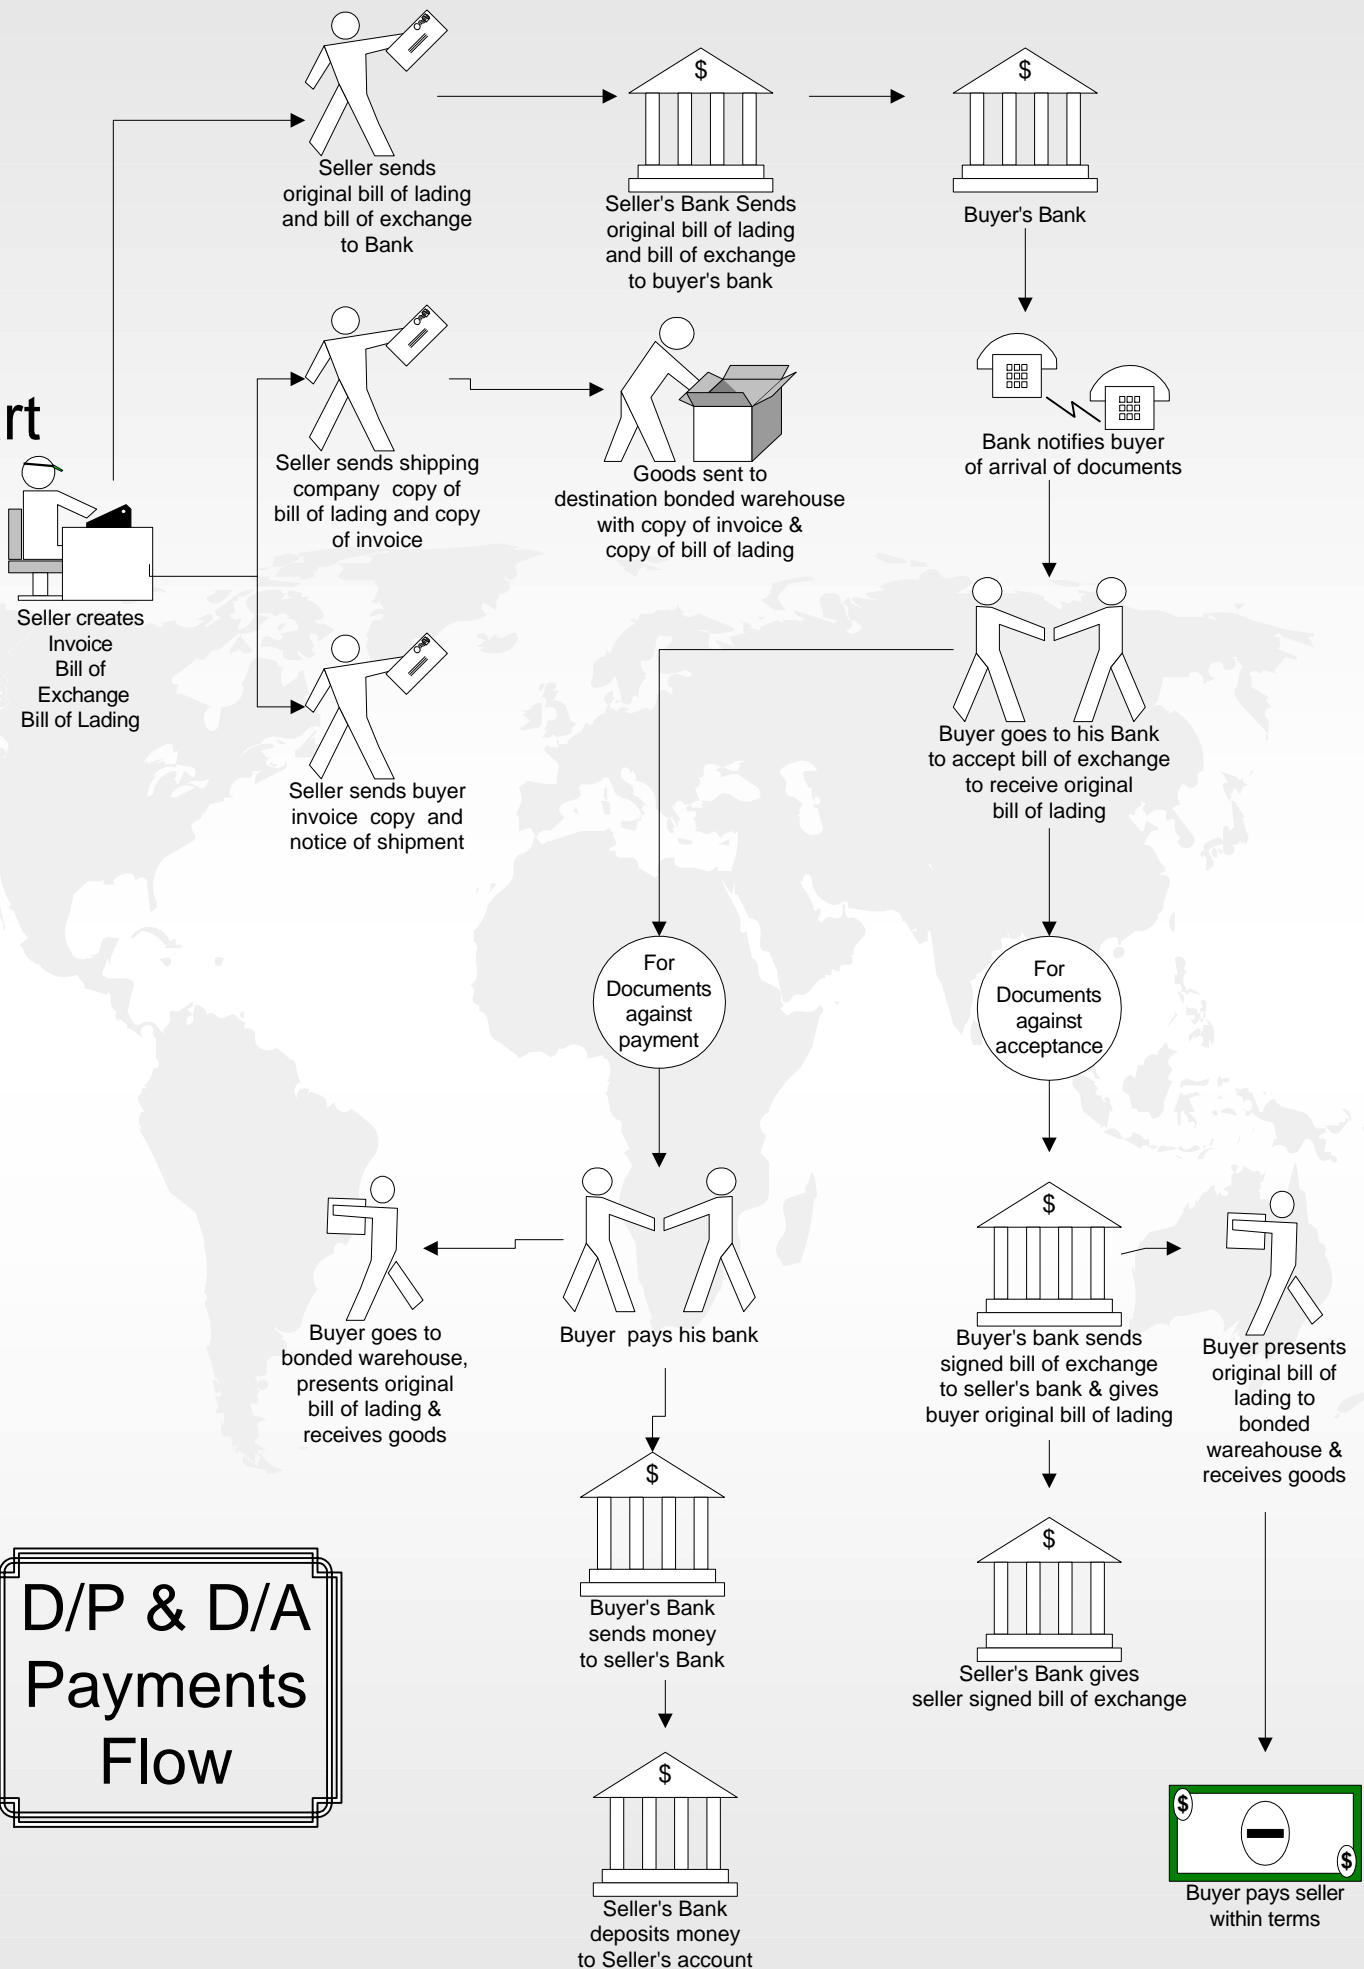 $
$
Seller sends
original bill of lading
and bill of exchange
to Bank
Seller's Bank Sends
original bill of lading
and bill of exchange
to buyer's bank
Buyer's Bank
rt
Seller creates
Invoice
Bill of
Exchange
Bill of Lading
Seller sends shipping
company copy of
bill of lading and copy
of invoice
Goods sent to
destination bonded warehouse
with copy of invoice &
copy of bill of lading
Bank notifies buyer
of arrival of documents
Seller sends buyer
invoice copy and
notice of shipment
Buyer goes to his Bank
to accept bill of exchange
to receive original
bill of lading
For
Documents
against
payment
For
Documents
against
acceptance
Buyer goes to
bonded warehouse,
presents original
bill of lading &
receives goods
Buyer pays his bank
$
Buyer's bank sends
signed bill of exchange
to seller's bank & gives
buyer original bill of lading
Buyer presents
original bill of
lading to
bonded
wareahouse &
receives goods
$
Buyer's Bank
sends money
to seller's Bank
$
Seller's Bank gives
seller signed bill of exchange
D/P & D/A
Payments
Flow
$
Seller's Bank
deposits money
to Seller's account
$
$
Buyer pays seller
within terms